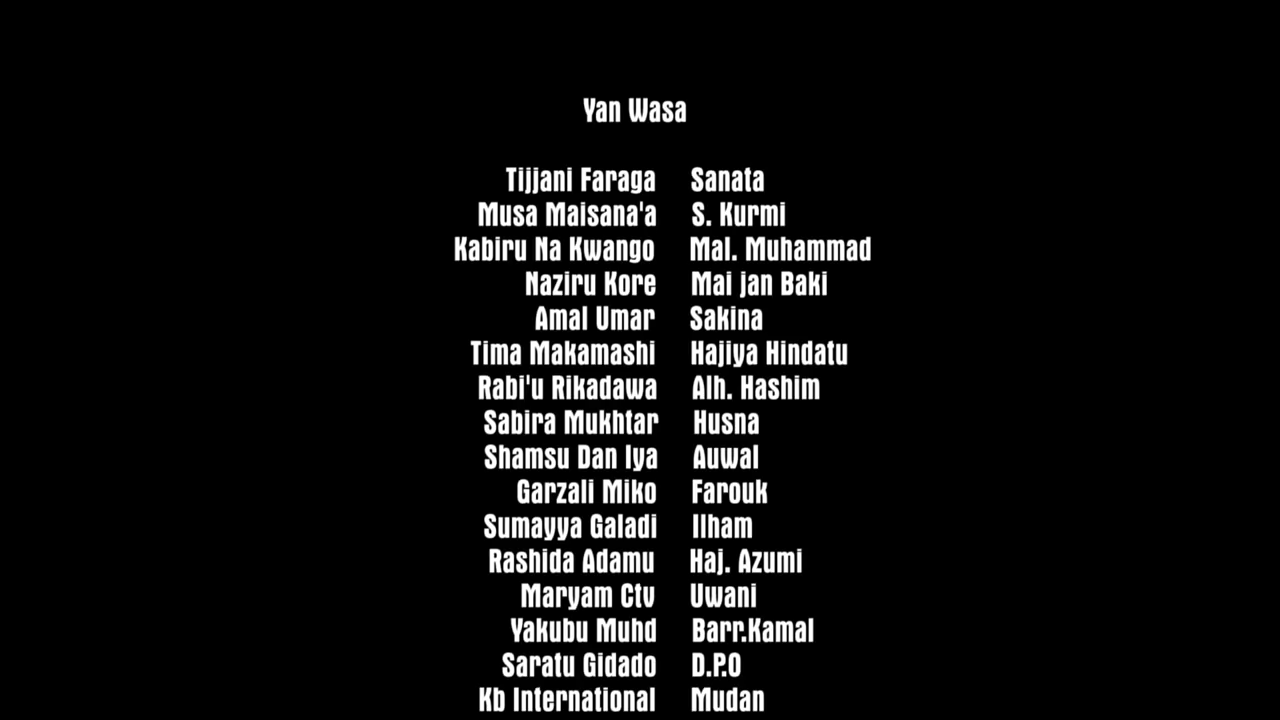 Yan Wasa
Tijjani Faraga Sanata
Musa Maisana'a S. Kurmi
Kabiru Na Kwango Mal. Muhammad
Naziru Kore Mai jan Baki
Amal Umar Sakina
Tima Makamashi Hajiya Hindatu
Rabi'u Rikadawa Alh. Hashim
Sabira Mukhtar Husna
Shamsu Dan Iya Auwal
Garzali Miko Farouk
Sumayya Galadi Ilham
Rashida Adamu Haj. Azumi
Maryam Ctv Uwani
Yakubu Muhd Barr.Kamal
Saratu Gidado D.P.O
Kb International Mudan